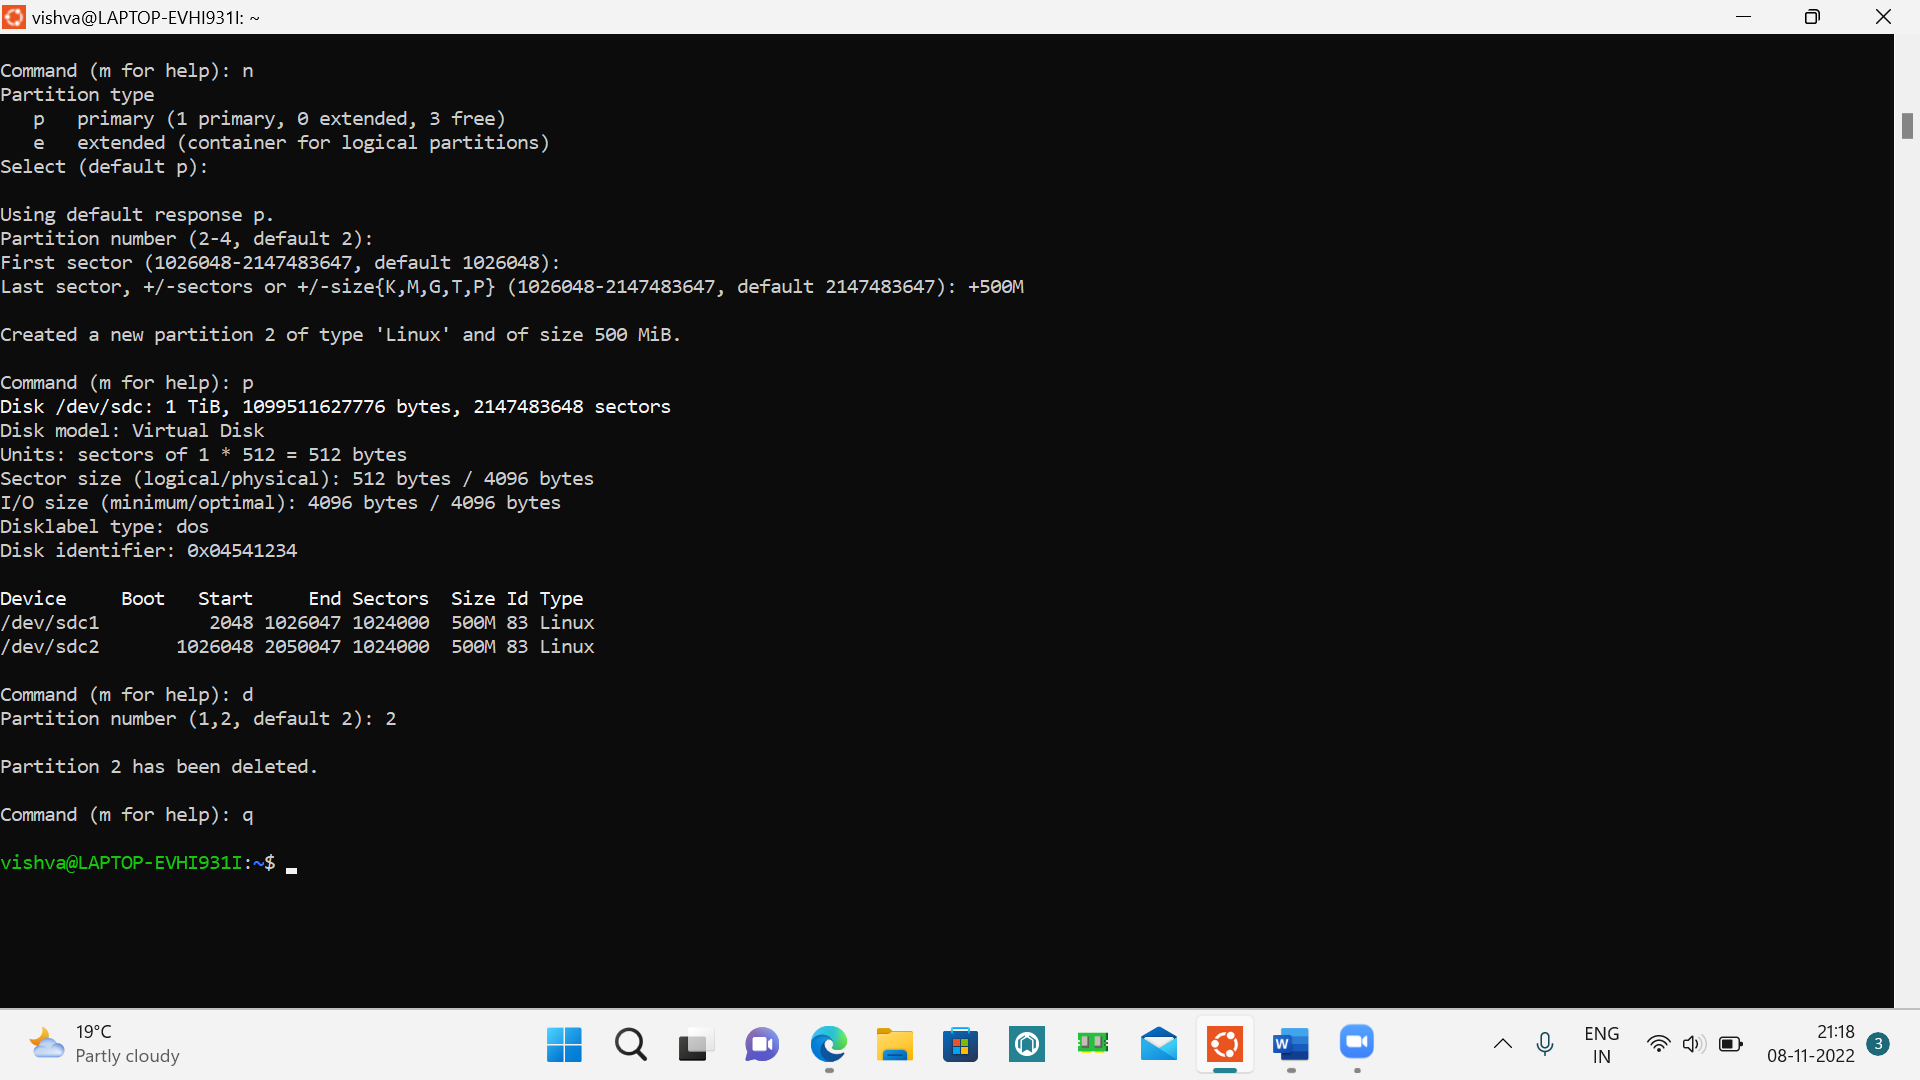 vishva@LAPTOP-EVHI931I: ~
Command (m for help): n
Partition type
   p   primary (1 primary, 0 extended, 3 free)
   e   extended (container for logical partitions)
Select (default p):
Using default response p.
Partition number (2-4, default 2):
First sector (1026048-2147483647, default 1026048):
Last sector, +/-sectors or +/-size{K,M,G,T,P} (1026048-2147483647, default 2147483647): +500M
Created a new partition 2 of type 'Linux' and of size 500 MiB.
Command (m for help): p
Disk /dev/sdc: 1 TiB, 1099511627776 bytes, 2147483648 sectors
Disk model: Virtual Disk
Units: sectors of 1 * 512 = 512 bytes
Sector size (logical/physical): 512 bytes / 4096 bytes
I/O size (minimum/optimal): 4096 bytes / 4096 bytes
Disklabel type: dos
Disk identifier: 0x04541234
Device     Boot   Start     End Sectors  Size Id Type
/dev/sdc1          2048 1026047 1024000  500M 83 Linux
/dev/sdc2       1026048 2050047 1024000  500M 83 Linux
Command (m for help): d
Partition number (1,2, default 2): 2
Partition 2 has been deleted.
Command (m for help): q
vishva@LAPTOP-EVHI931I:~$
19°C
Partly cloudy
W
ENG
IN
21:18
08-11-2022
3